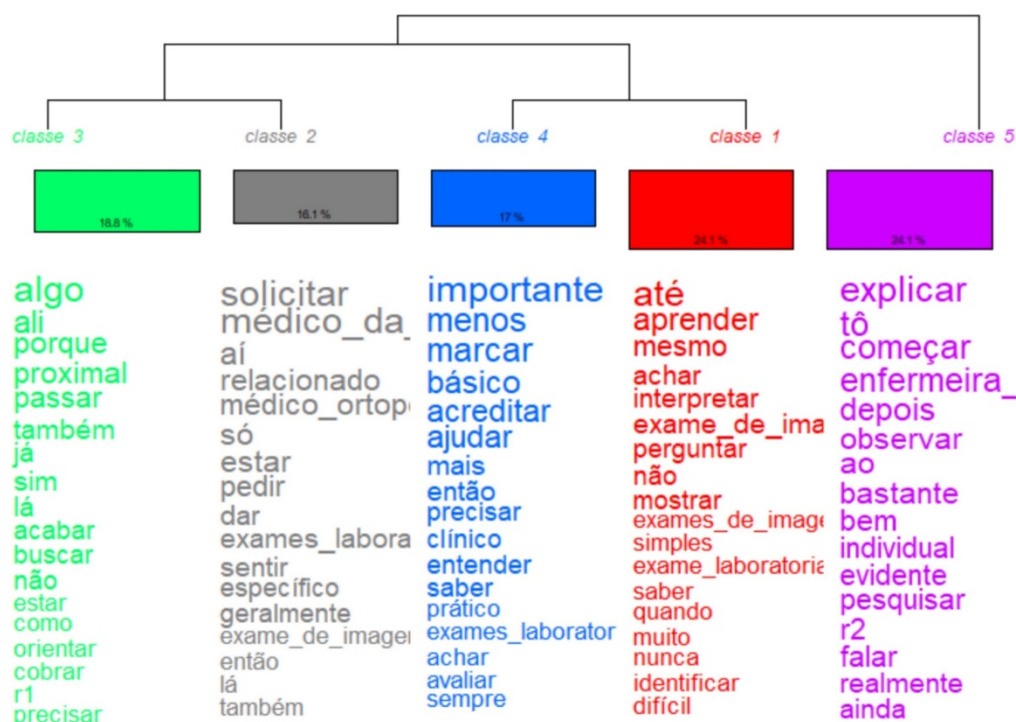 classe 3
classe 2
classe 4
classe 1
classe 5
18.8 %
16.1 %
17 %
24.1 %
24.1 %
algo
ali
porque
proximal
passar
também
já
sim
lá
acabar
buscar
não
estar
como
orientar
cobrar
r1
precisar
solicitar
médico_da_
aí
relacionado
médico_ortop
só
estar
pedir
dar
exames_labora
sentir
específico
geralmente
exame_de_imager
então
lá
também
importante
menos
marcar
básico
acreditar
ajudar
mais
então
precisar
clínico
entender
saber
prático
exames_laborator
achar
avaliar
sempre
até
aprender
mesmo
achar
interpretar
exame_de_ima
perguntar
não
mostrar
exames_de_image
simples
exame_laboratoria
saber
quando
muito
nunca
identificar
difícil
explicar
tô
começar
enfermeira_
depois
observar
ao
bastante
bem
individual
evidente
pesquisar
r2
falar
realmente
ainda